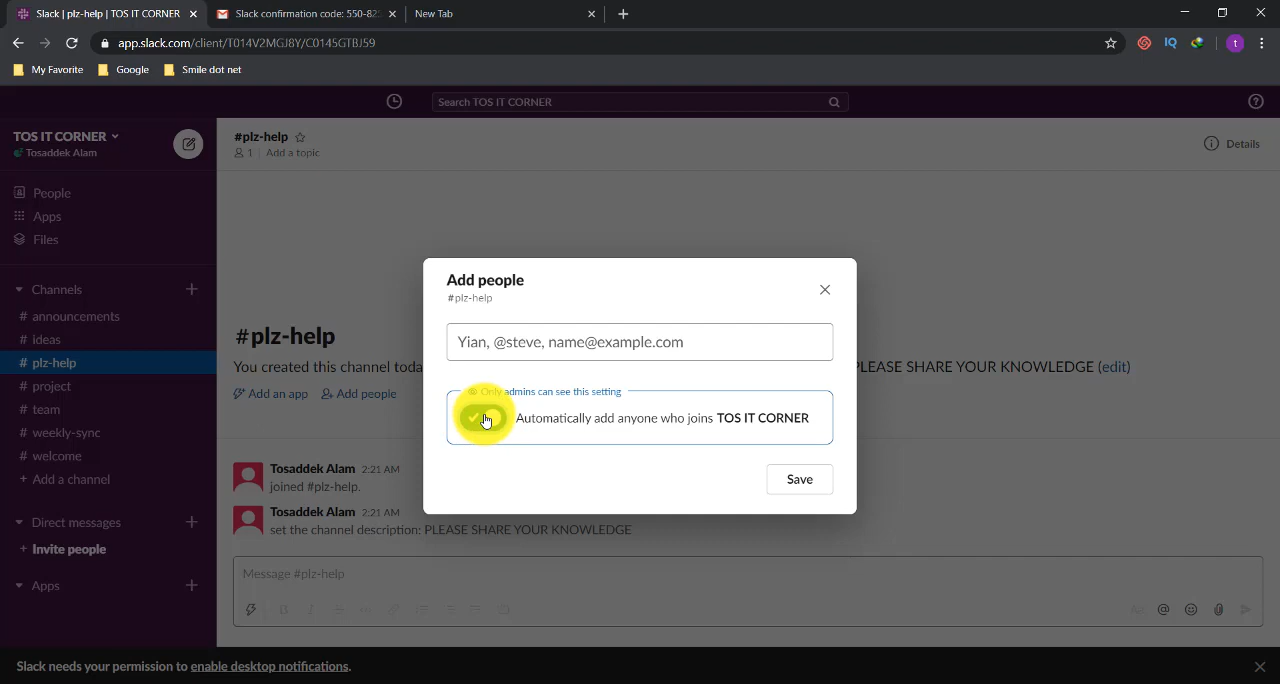 Slack | plz-help | TOS IT CORNER
Slack confirmation code: 550-82
New Tab
app.slack.com/client/T014V2MGJ8Y/C0145GTBJ59
IQ
t
My Favorite
Google
Smile dot net
Search TOS IT CORNER
TOS IT CORNER
Tosaddek Alam
#plz-help
1 | Add a topic
Details
People
Apps
Files
Channels
# announcements
# ideas
# plz-help
# project
# team
# weekly-sync
# welcome
+ Add a channel
Direct messages
+ Invite people
Apps
#plz-help
You created this channel toda
PLEASE SHARE YOUR KNOWLEDGE (edit)
Add an app
Add people
Tosaddek Alam 2:21 AM
joined #plz-help.
Tosaddek Alam 2:21 AM
set the channel description: PLEASE SHARE YOUR KNOWLEDGE
Add people
#plz-help
Yian, @steve, name@example.com
Only admins can see this setting
Automatically add anyone who joins TOS IT CORNER
Save
Message #plz-help
Slack needs your permission to enable desktop notifications.